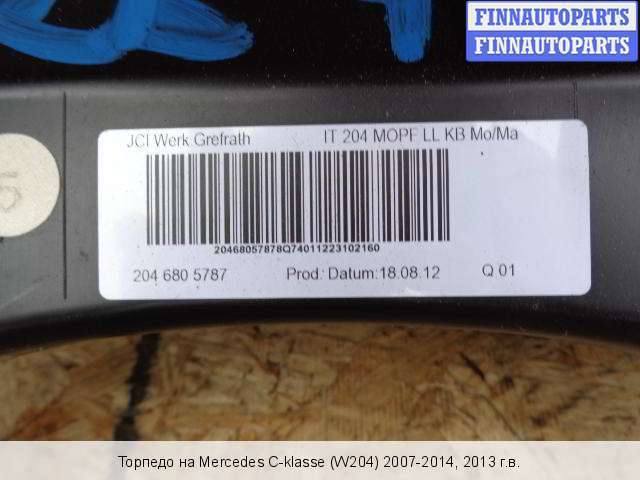 FINNAUTOPARTS
FINNAUTOPARTS
JCI Werk Grefrath IT 204 MOPF LL KB Mo/Ma
20468057878Q74011223102160
204 680 5787 Prod. Datum:18.08.12 Q 01
5
Торпедо на Mercedes C-klasse (W204) 2007-2014, 2013 г.в.